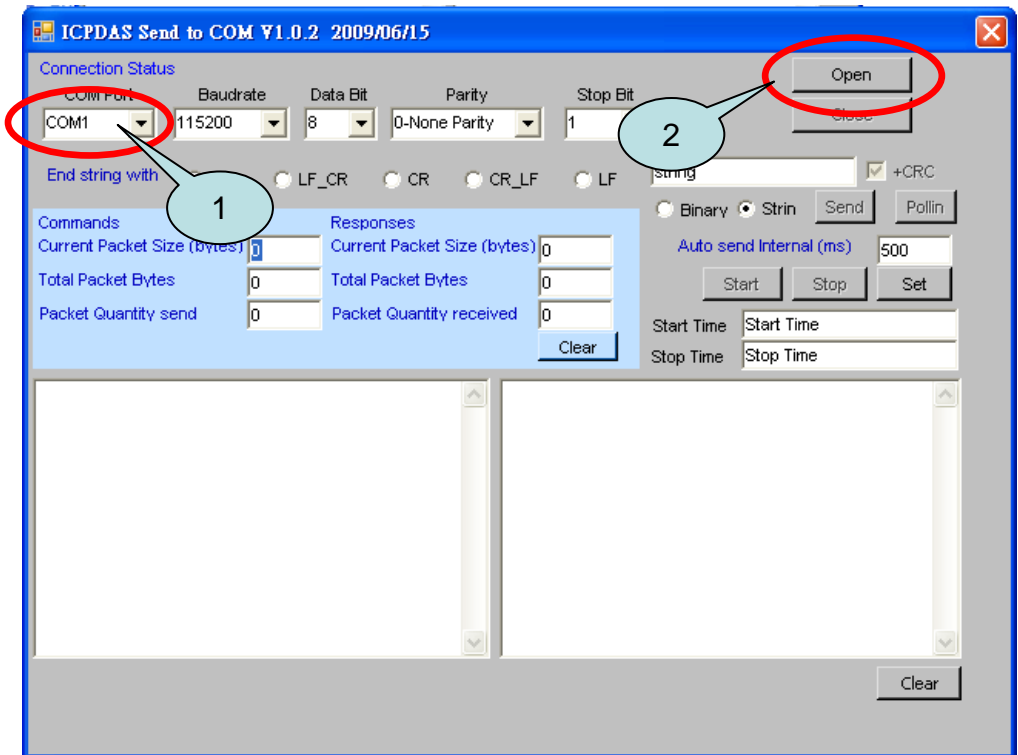 ICPDAS Send to COM V1.0.2 2009/06/15
Connection Status
Open
COM Port Baudrate Data Bit Parity Stop Bit
COM1 115200 8 0-None Parity 1
Close
2
End string with LF_CR CR CR_LF LF
string +CRC
1
Binary Strin Send Pollin
Commands Responses
Current Packet Size (bytes) 0 Current Packet Size (bytes) 0
Auto send Internal (ms) 500
Total Packet Bytes 0 Total Packet Bytes 0
Start Stop Set
Packet Quantity send 0 Packet Quantity received 0
Start Time Start Time
Clear
Stop Time Stop Time
Clear